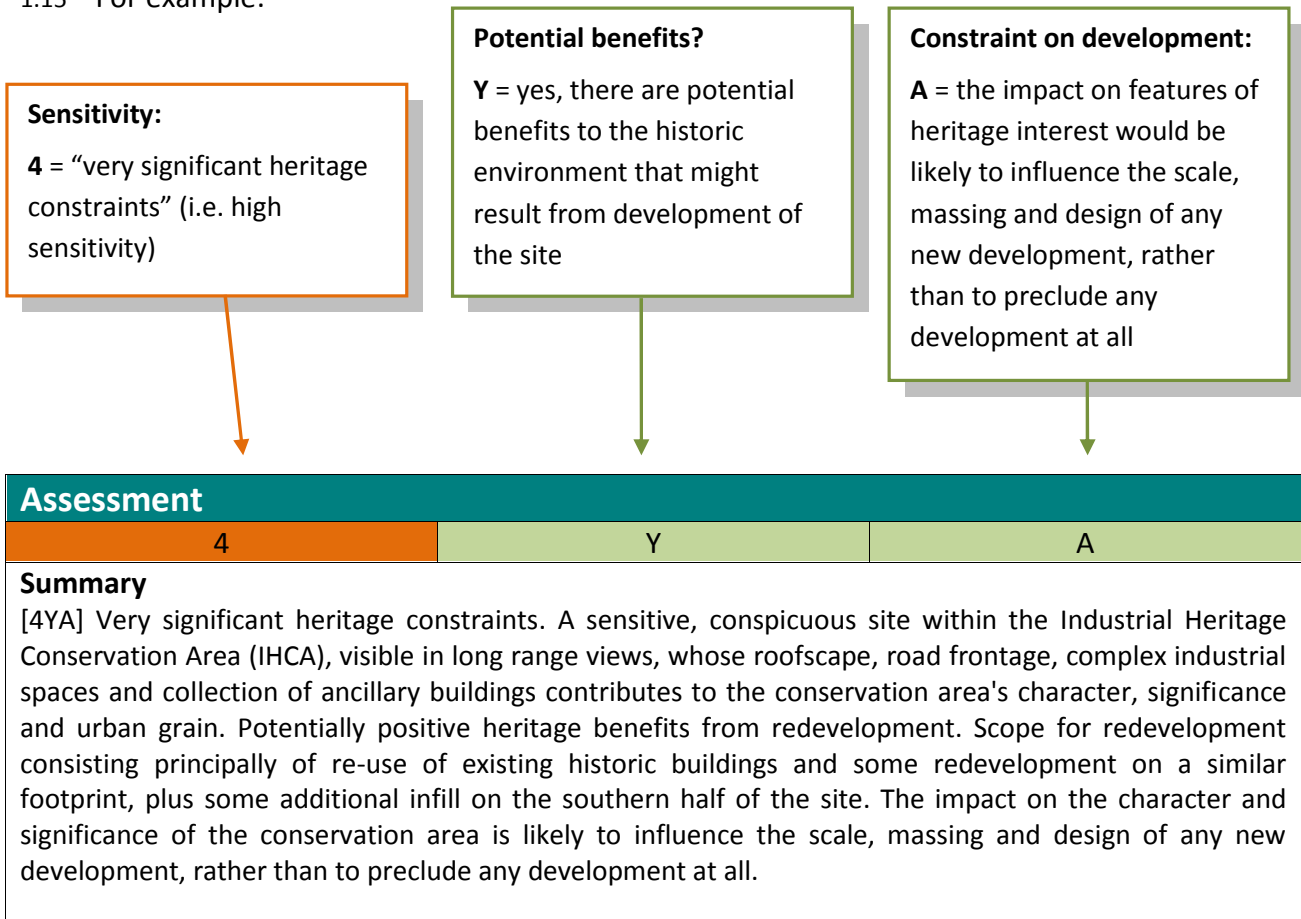 1.13 For example:
Sensitivity:
4 = “very significant heritage
constraints” (i.e. high
sensitivity)
Potential benefits?
Y = yes, there are potential
benefits to the historic
environment that might
result from development of
the site
Constraint on development:
A = the impact on features of
heritage interest would be
likely to influence the scale,
massing and design of any
new development, rather
than to preclude any
development at all
Assessment
4 Y A
Summary
[4YA] Very significant heritage constraints. A sensitive, conspicuous site within the Industrial Heritage
Conservation Area (IHCA), visible in long range views, whose roofscape, road frontage, complex industrial
spaces and collection of ancillary buildings contributes to the conservation area's character, significance
and urban grain. Potentially positive heritage benefits from redevelopment. Scope for redevelopment
consisting principally of re-use of existing historic buildings and some redevelopment on a similar
footprint, plus some additional infill on the southern half of the site. The impact on the character and
significance of the conservation area is likely to influence the scale, massing and design of any new
development, rather than to preclude any development at all.